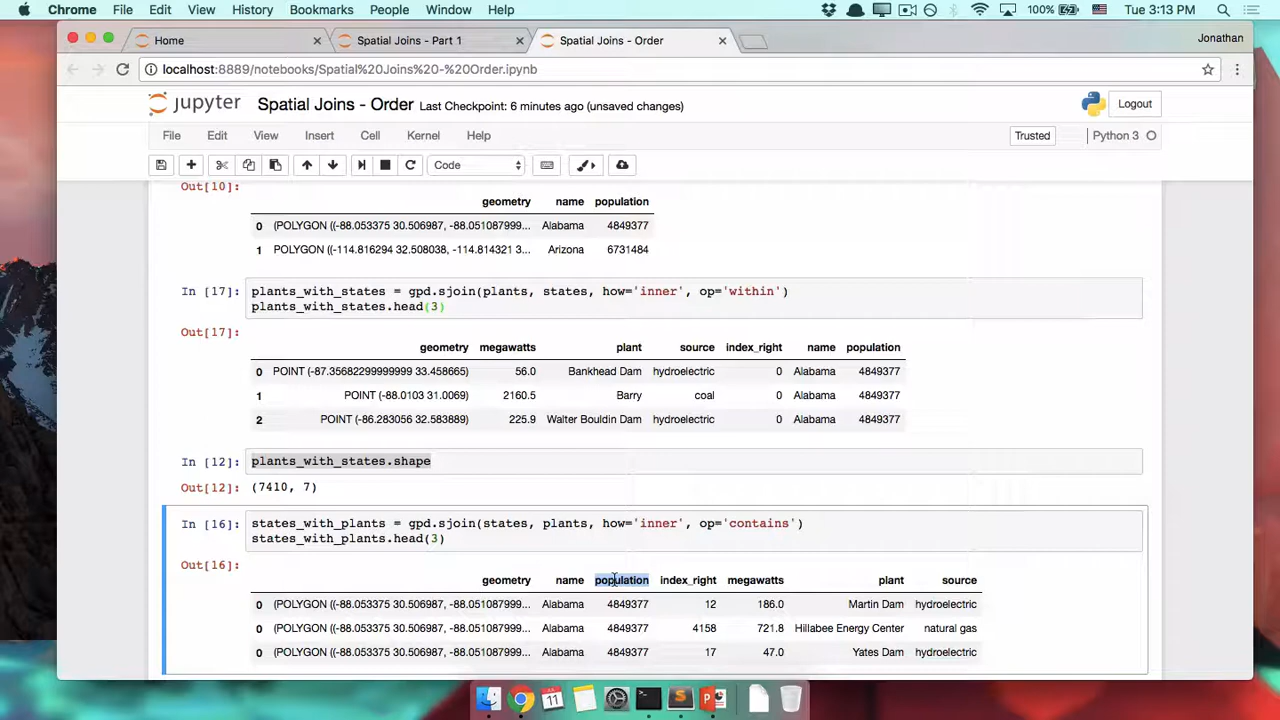 Chrome File Edit View History Bookmarks People Window Help 100% Tue 3:13 PM
Home Spatial Joins - Part 1 Spatial Joins - Order Jonathan
localhost:8889/notebooks/Spatial%20Joins%20-%20Order.ipynb
jupyter Spatial Joins - Order Last Checkpoint: 6 minutes ago (unsaved changes) Logout
File Edit View Insert Cell Kernel Help Trusted Python 3
Code
Out[10]:
geometry name population
0 (POLYGON ((-88.053375 30.506987, -88.051087999... Alabama 4849377
1 POLYGON ((-114.816294 32.508038, -114.814321 3... Arizona 6731484
In [17]: plants_with_states = gpd.sjoin(plants, states, how='inner', op='within')
plants_with_states.head(3)
Out[17]:
geometry megawatts plant source index_right name population
0 POINT (-87.35682299999999 33.458665) 56.0 Bankhead Dam hydroelectric 0 Alabama 4849377
1 POINT (-88.0103 31.0069) 2160.5 Barry coal 0 Alabama 4849377
2 POINT (-86.283056 32.583889) 225.9 Walter Bouldin Dam hydroelectric 0 Alabama 4849377
In [12]: plants_with_states.shape
Out[12]: (7410, 7)
In [16]: states_with_plants = gpd.sjoin(states, plants, how='inner', op='contains')
states_with_plants.head(3)
Out[16]:
geometry name population index_right megawatts plant source
0 (POLYGON ((-88.053375 30.506987, -88.051087999... Alabama 4849377 12 186.0 Martin Dam hydroelectric
0 (POLYGON ((-88.053375 30.506987, -88.051087999... Alabama 4849377 4158 721.8 Hillabee Energy Center natural gas
0 (POLYGON ((-88.053375 30.506987, -88.051087999... Alabama 4849377 17 47.0 Yates Dam hydroelectric
11